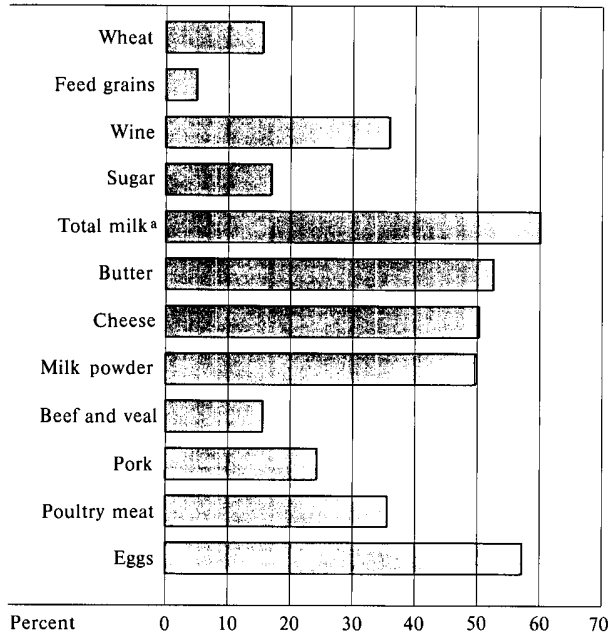 Wheat
Feed grains
Wine
Sugar
Total milk a
Butter
Cheese
Milk powder
Beef and veal
Pork
Poultry meat
Eggs
Percent 0 10 20 30 40 50 60 70